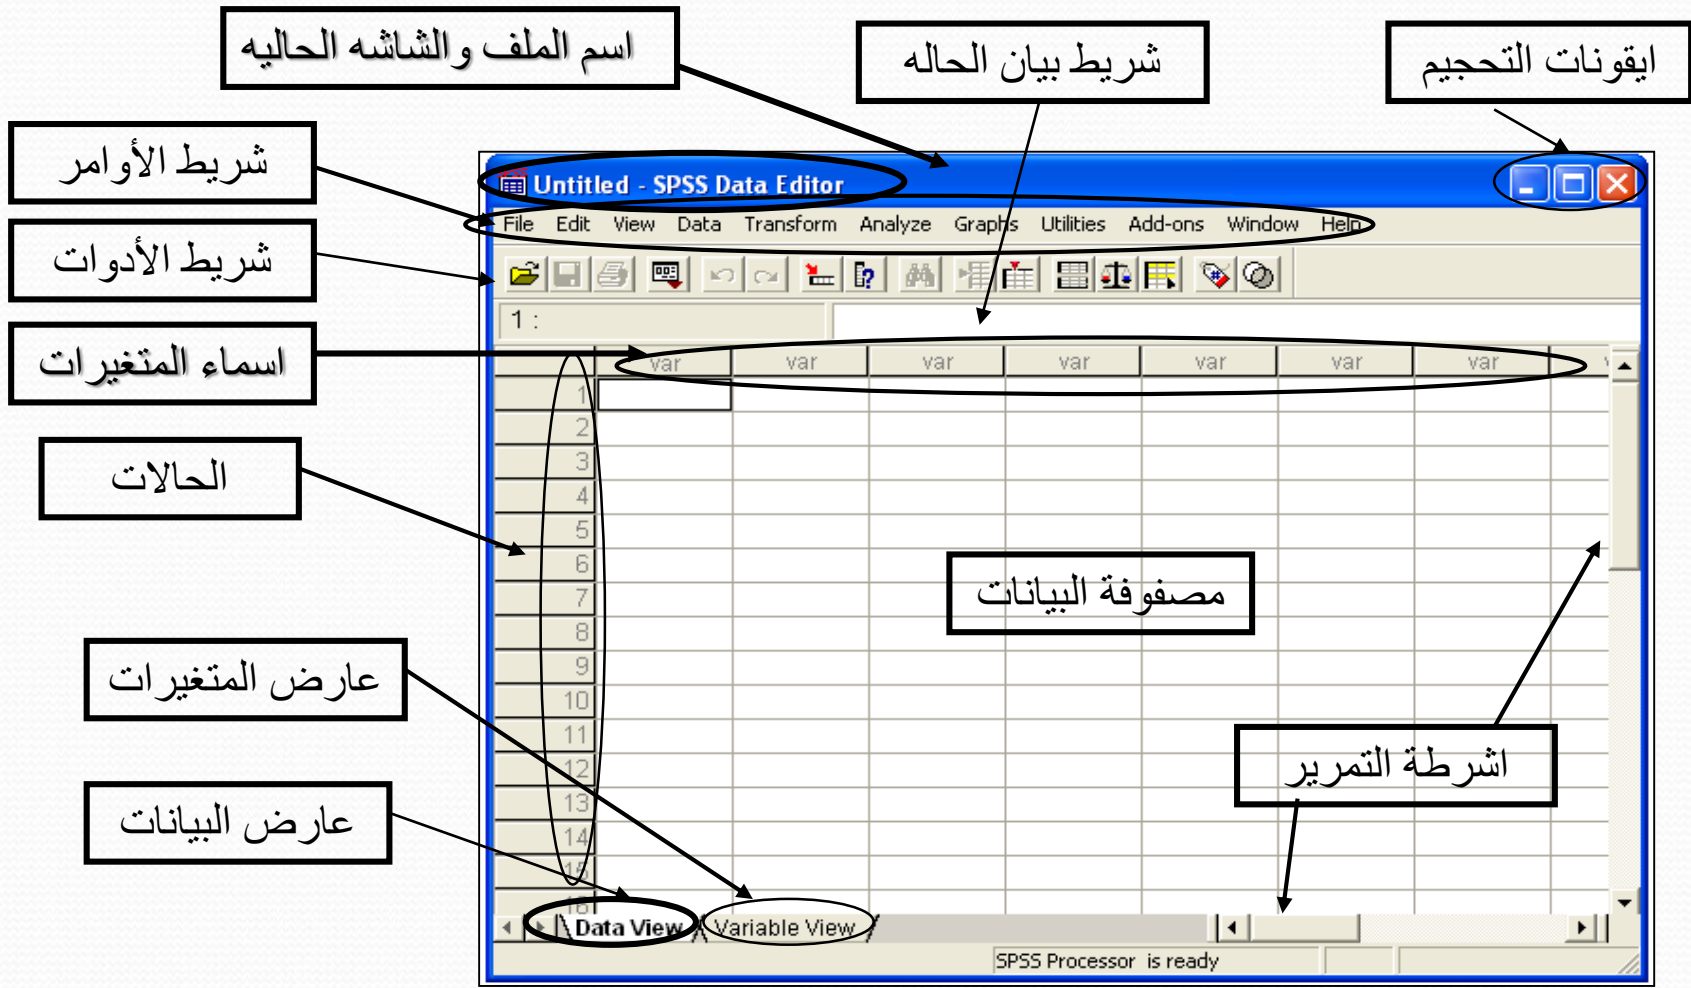 اسم الملف والشاشه الحاليه
شريط بيان الحاله
ايقونات التحجيم
شريط الأوامر
شريط الأدوات
اسماء المتغيرات
الحالات
عارض المتغيرات
عارض البيانات
مصفوفة البيانات
اشرطة التمرير
Untitled - SPSS Data Editor
File Edit View Data Transform Analyze Graphs Utilities Add-ons Window Help
1 :
var var var var var var var
1
2
3
4
5
6
7
8
9
10
11
12
13
14
15
16
Data View Variable View
SPSS Processor is ready